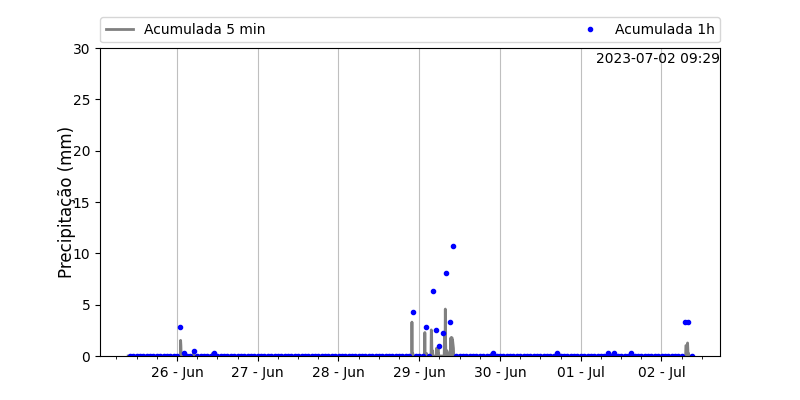 Acumulada 5 min
Acumulada 1h
2023-07-02 09:29
Precipitação (mm)
30
25
20
15
10
5
0
26 - Jun
27 - Jun
28 - Jun
29 - Jun
30 - Jun
01 - Jul
02 - Jul